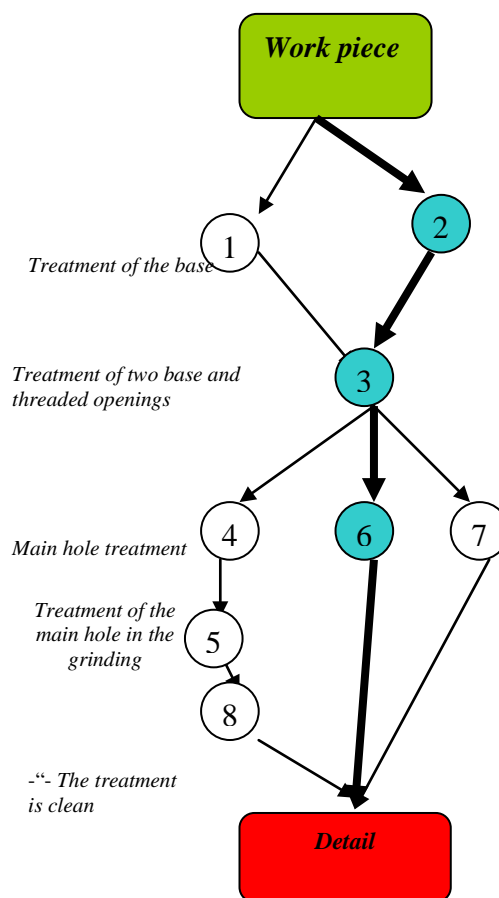 Work piece
2
1
Treatment of the base
Treatment of two base and
threaded openings
3
4
6
7
Main hole treatment
Treatment of the
main hole in the
grinding
5
8
-“- The treatment
is clean
Detail